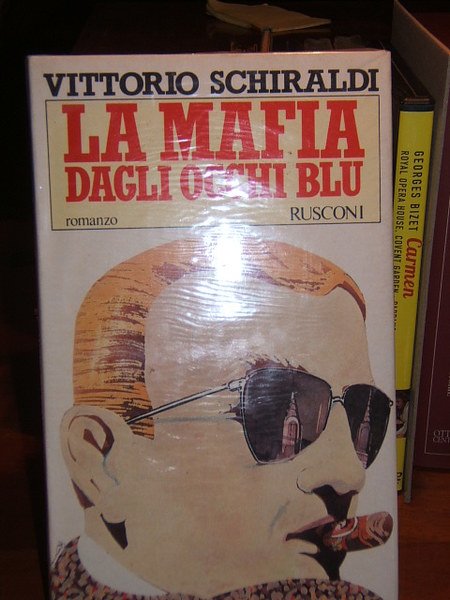 VITTORIO SCHIRALDI
LA MAFIA
DAGLI OCCHI BLU
romanzo
RUSCONI
GEORGES BIZET
Carmen
ROYAL OPERA HOUSE, COVENT GARDEN